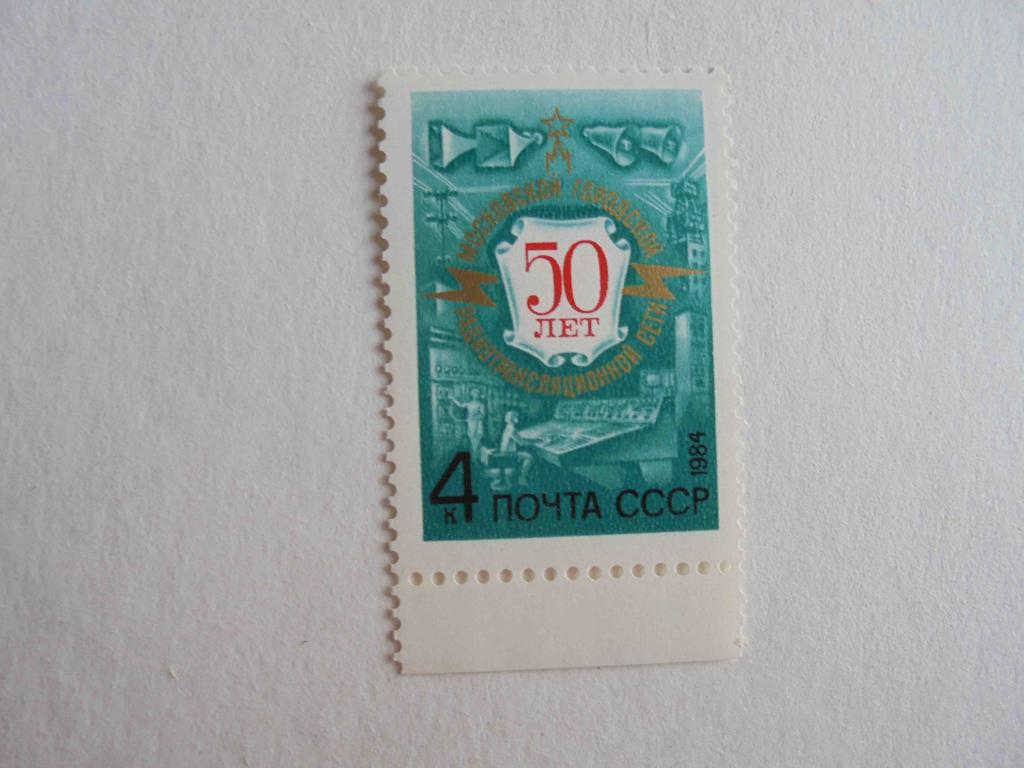 МОСКОВСКОЙ ГОРОДСКОЙ
50
ЛЕТ
РАДИОТРАНСЛЯЦИОННОЙ СЕТИ
1984
4 к ПОЧТА СССР